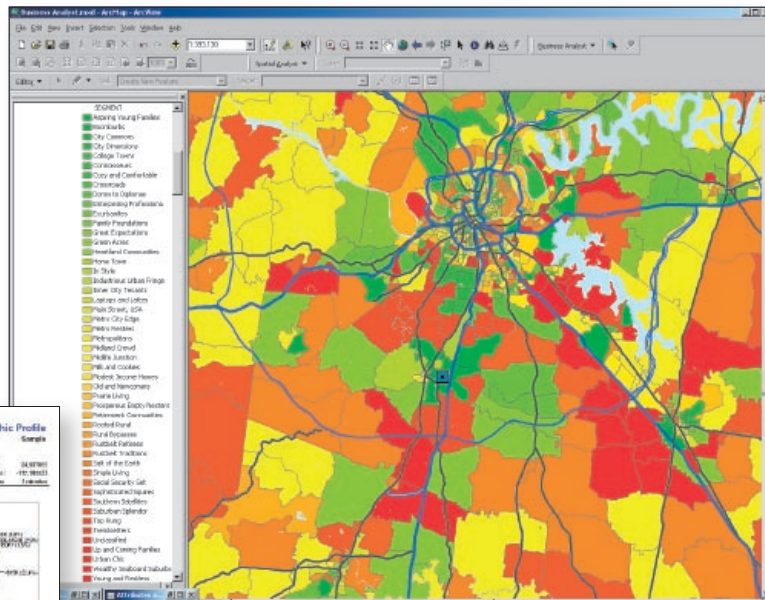 Business Analyst.mxd - ArcMap - ArcView
File Edit View Insert Selection Tools Window Help
Business Analyst
Spatial Analyst
Editor
Create New Feature
SEGMENT
Aspiring Young Families
Boomburbs
City Commons
City Dimensions
College Towns
Connoisseurs
Cozy and Comfortable
Crossroads
Dorms to Diplomas
Enterprising Professionals
Exurbanites
Family Foundations
Great Expectations
Green Acres
Heartland Communities
Home Town
In Style
Industrious Urban Fringe
Inner City Tenants
Laptops and Lattes
Main Street, USA
Metro City Edge
Metro Renters
Metropolitans
Midland Crowd
Midlife Junction
Milk and Cookies
Modest Income Homes
Old and Newcomers
Prairie Living
Prosperous Empty Nesters
Retirement Communities
Rooted Rural
Rural Bypasses
Rustbelt Retirees
Rustbelt Traditions
Salt of the Earth
Simple Living
Social Security Set
Sophisticated Squires
Southern Satellites
Suburban Splendor
Top Rung
Trendsetters
Unclassified
Up and Coming Families
Urban Chic
Wealthy Seaboard Suburbs
Young and Restless
hic Profile
Sample
Attributes o